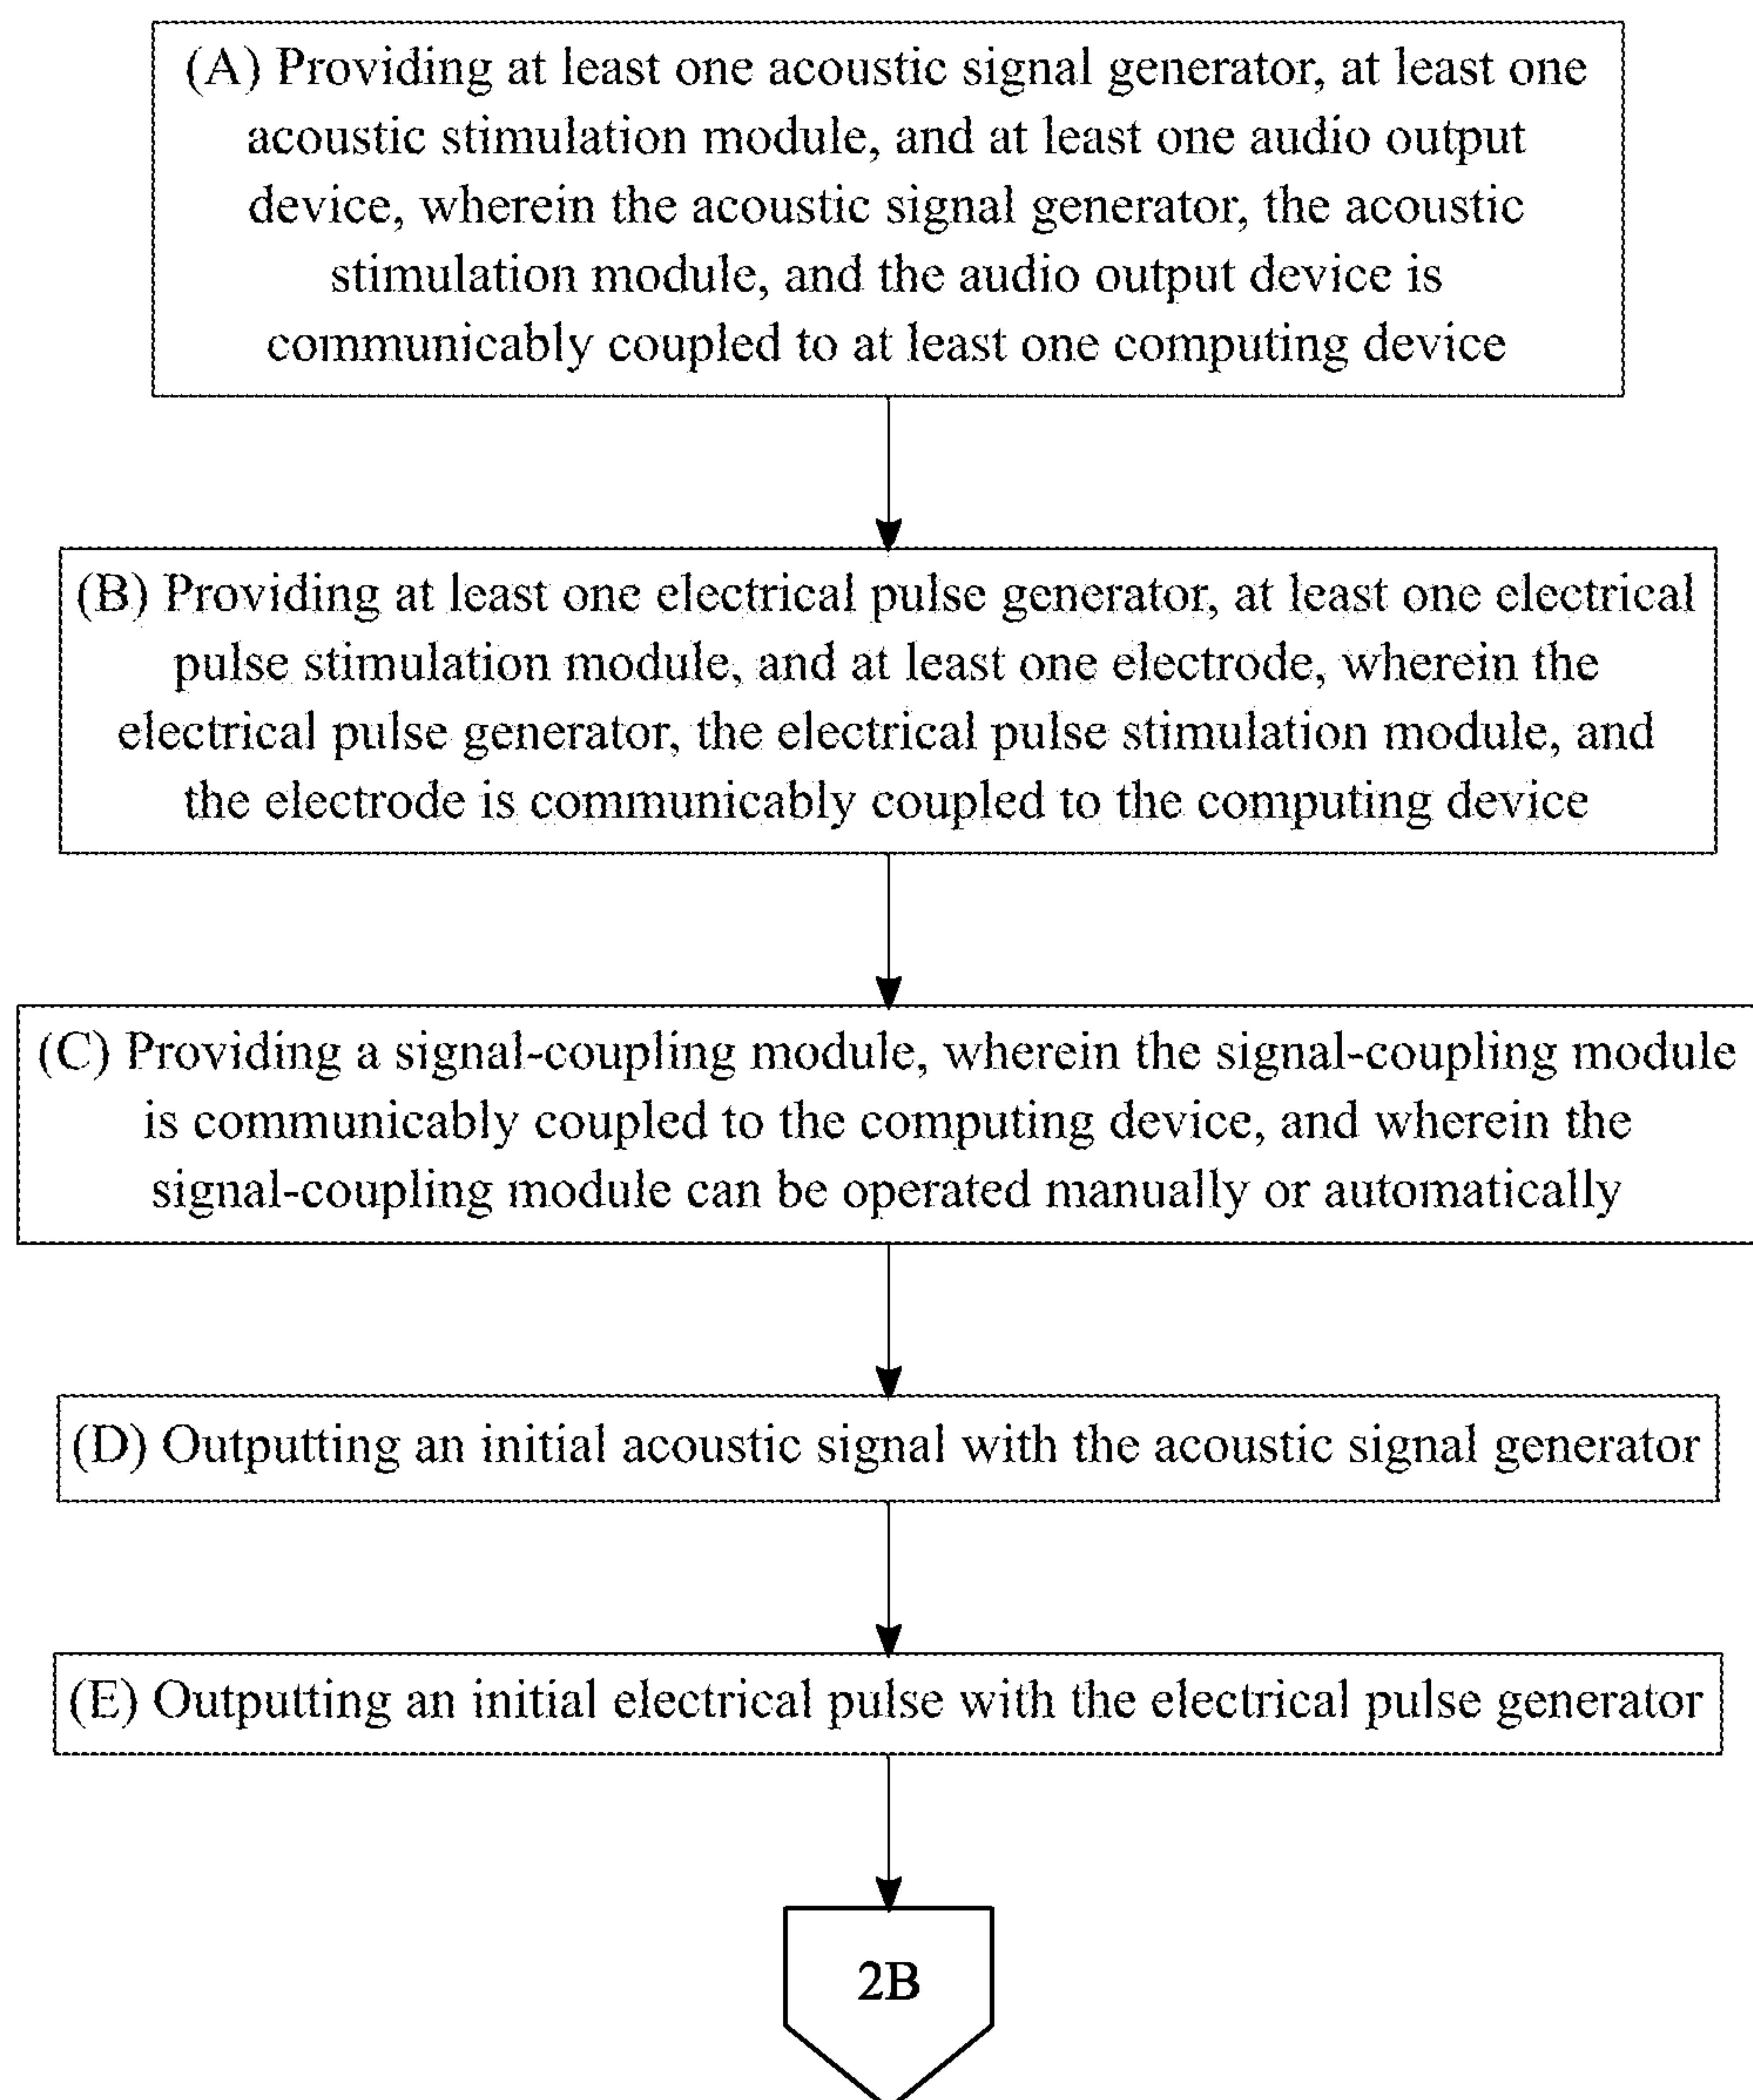 (A) Providing at least one acoustic signal generator, at least one
acoustic stimulation module, and at least one audio output
device, wherein the acoustic signal generator, the acoustic
stimulation module, and the audio output device is
communicably coupled to at least one computing device
(B) Providing at least one electrical pulse generator, at least one electrical
pulse stimulation module, and at least one electrode, wherein the
electrical pulse generator, the electrical pulse stimulation module, and
the electrode is communicably coupled to the computing device
(C) Providing a signal-coupling module, wherein the signal-coupling module
is communicably coupled to the computing device, and wherein the
signal-coupling module can be operated manually or automatically
(D) Outputting an initial acoustic signal with the acoustic signal generator
(E) Outputting an initial electrical pulse with the electrical pulse generator
2B